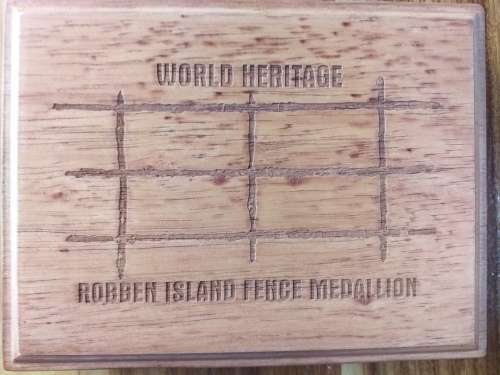 WORLD HERITAGE
ROBBEN ISLAND FENCE MEDALLION